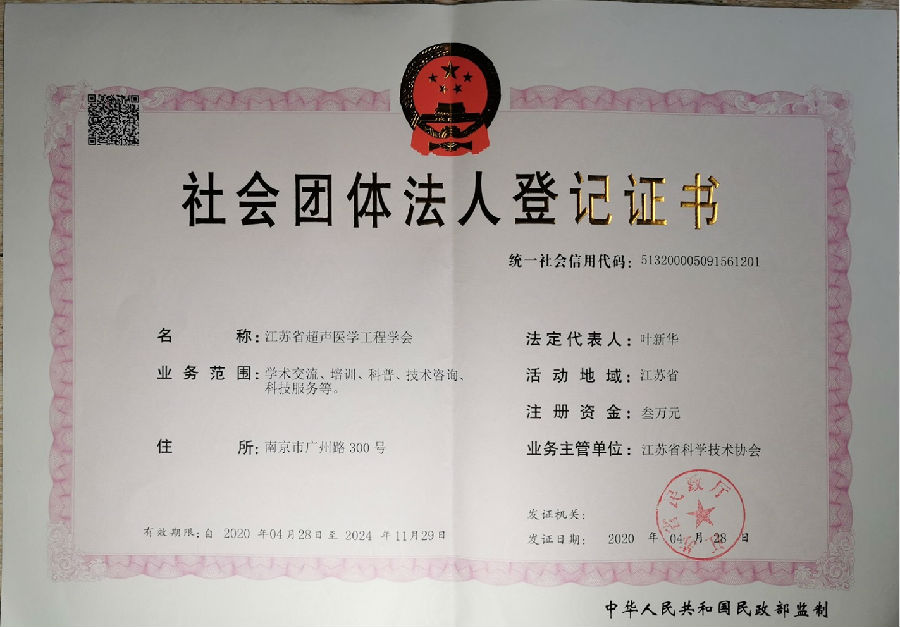 社会团体法人登记证书
统一社会信用代码：513200005091561201
名称：江苏省超声医学工程学会
业务范围：学术交流、培训、科普、技术咨询、
科技服务等。
住所：南京市广州路300号
法定代表人：叶新华
活动地域：江苏省
注册资金：叁万元
业务主管单位：江苏省科学技术协会
发证机关：
江苏省民政厅
发证日期：2020 年 04 月 28 日
有效期限：自 2020 年04月28日至 2024 年11月29日
中华人民共和国民政部监制